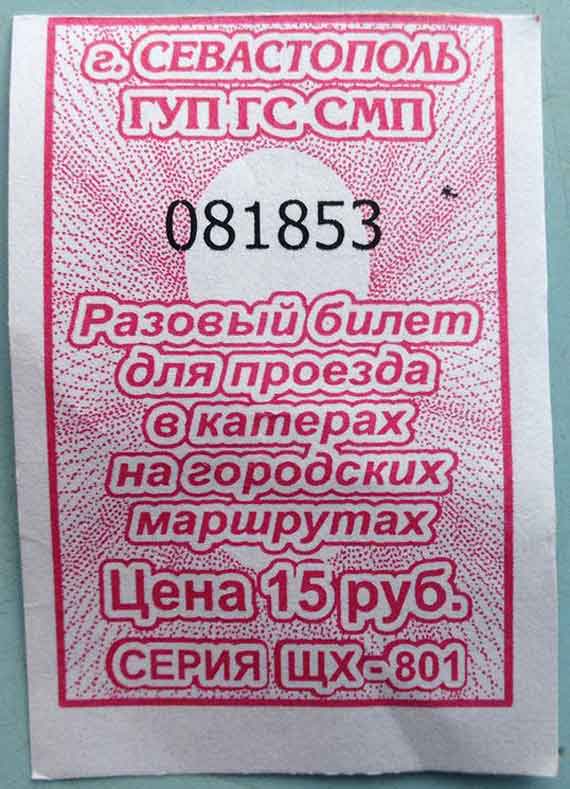 г. СЕВАСТОПОЛЬ
ГУП ГС СМП
081853
Разовый билет
для проезда
в катерах
на городских
маршрутах
Цена 15 руб.
СЕРИЯ ЩХ - 801